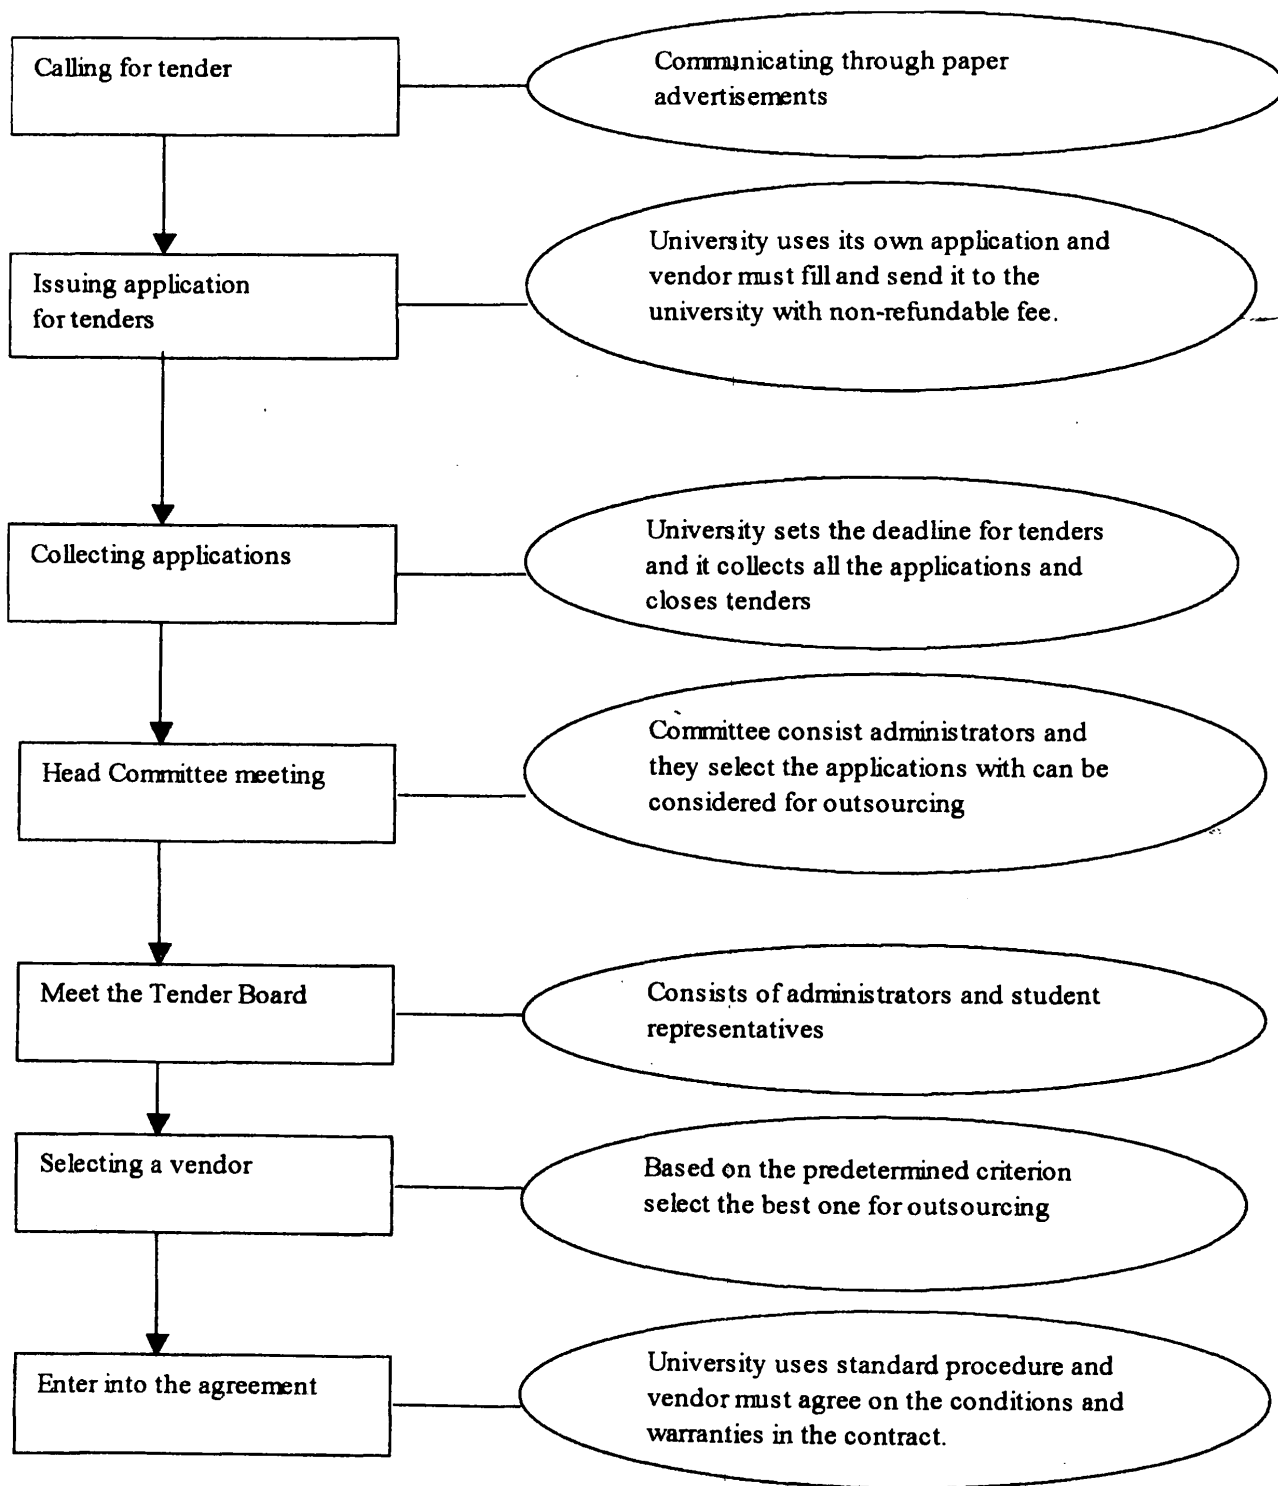 Calling for tender
Communicating through paper
advertisements
Issuing application
for tenders
University uses its own application and
vendor must fill and send it to the
university with non-refundable fee.
Collecting applications
University sets the deadline for tenders
and it collects all the applications and
closes tenders
Head Committee meeting
Committee consist administrators and
they select the applications with can be
considered for outsourcing
Meet the Tender Board
Consists of administrators and student
representatives
Selecting a vendor
Based on the predetermined criterion
select the best one for outsourcing
Enter into the agreement
University uses standard procedure and
vendor must agree on the conditions and
warranties in the contract.